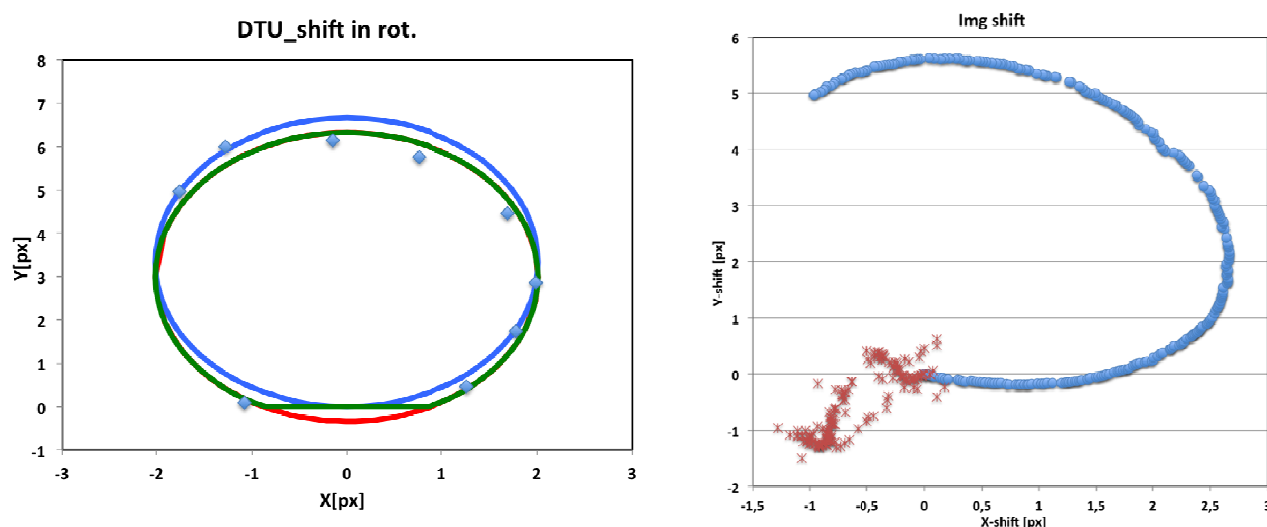 DTU_shift in rot.
8
7
6
5
4
3
2
1
0
-1
Y[px]
-3 -2 -1 0 1 2 3
X[px]
Img shift
6
5
4
3
2
1
0
-1
-2
Y-shift [px]
-1,5 -1 -0,5 0 0,5 1 1,5 2 2,5 3
X-shift [px]